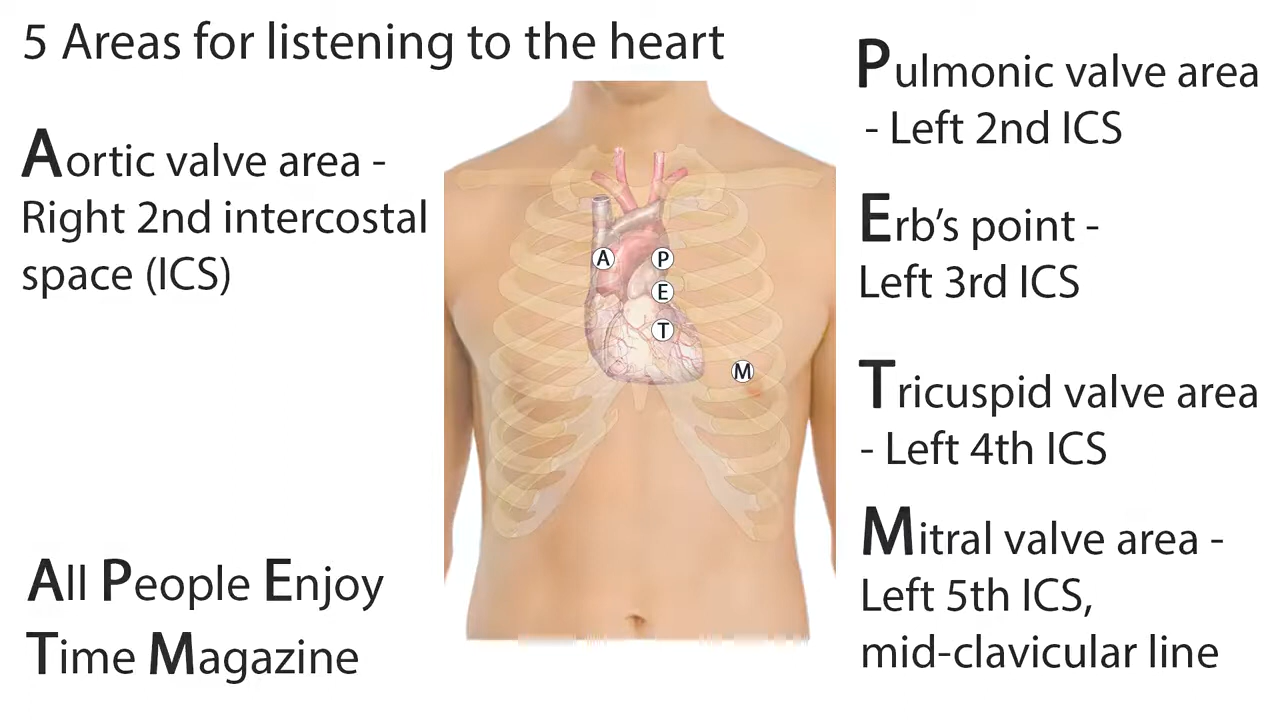 5 Areas for listening to the heart
Aortic valve area -
Right 2nd intercostal
space (ICS)
All People Enjoy
Time Magazine
A
P
E
T
M
Pulmonic valve area
- Left 2nd ICS
Erb's point -
Left 3rd ICS
Tricuspid valve area
- Left 4th ICS
Mitral valve area -
Left 5th ICS,
mid-clavicular line